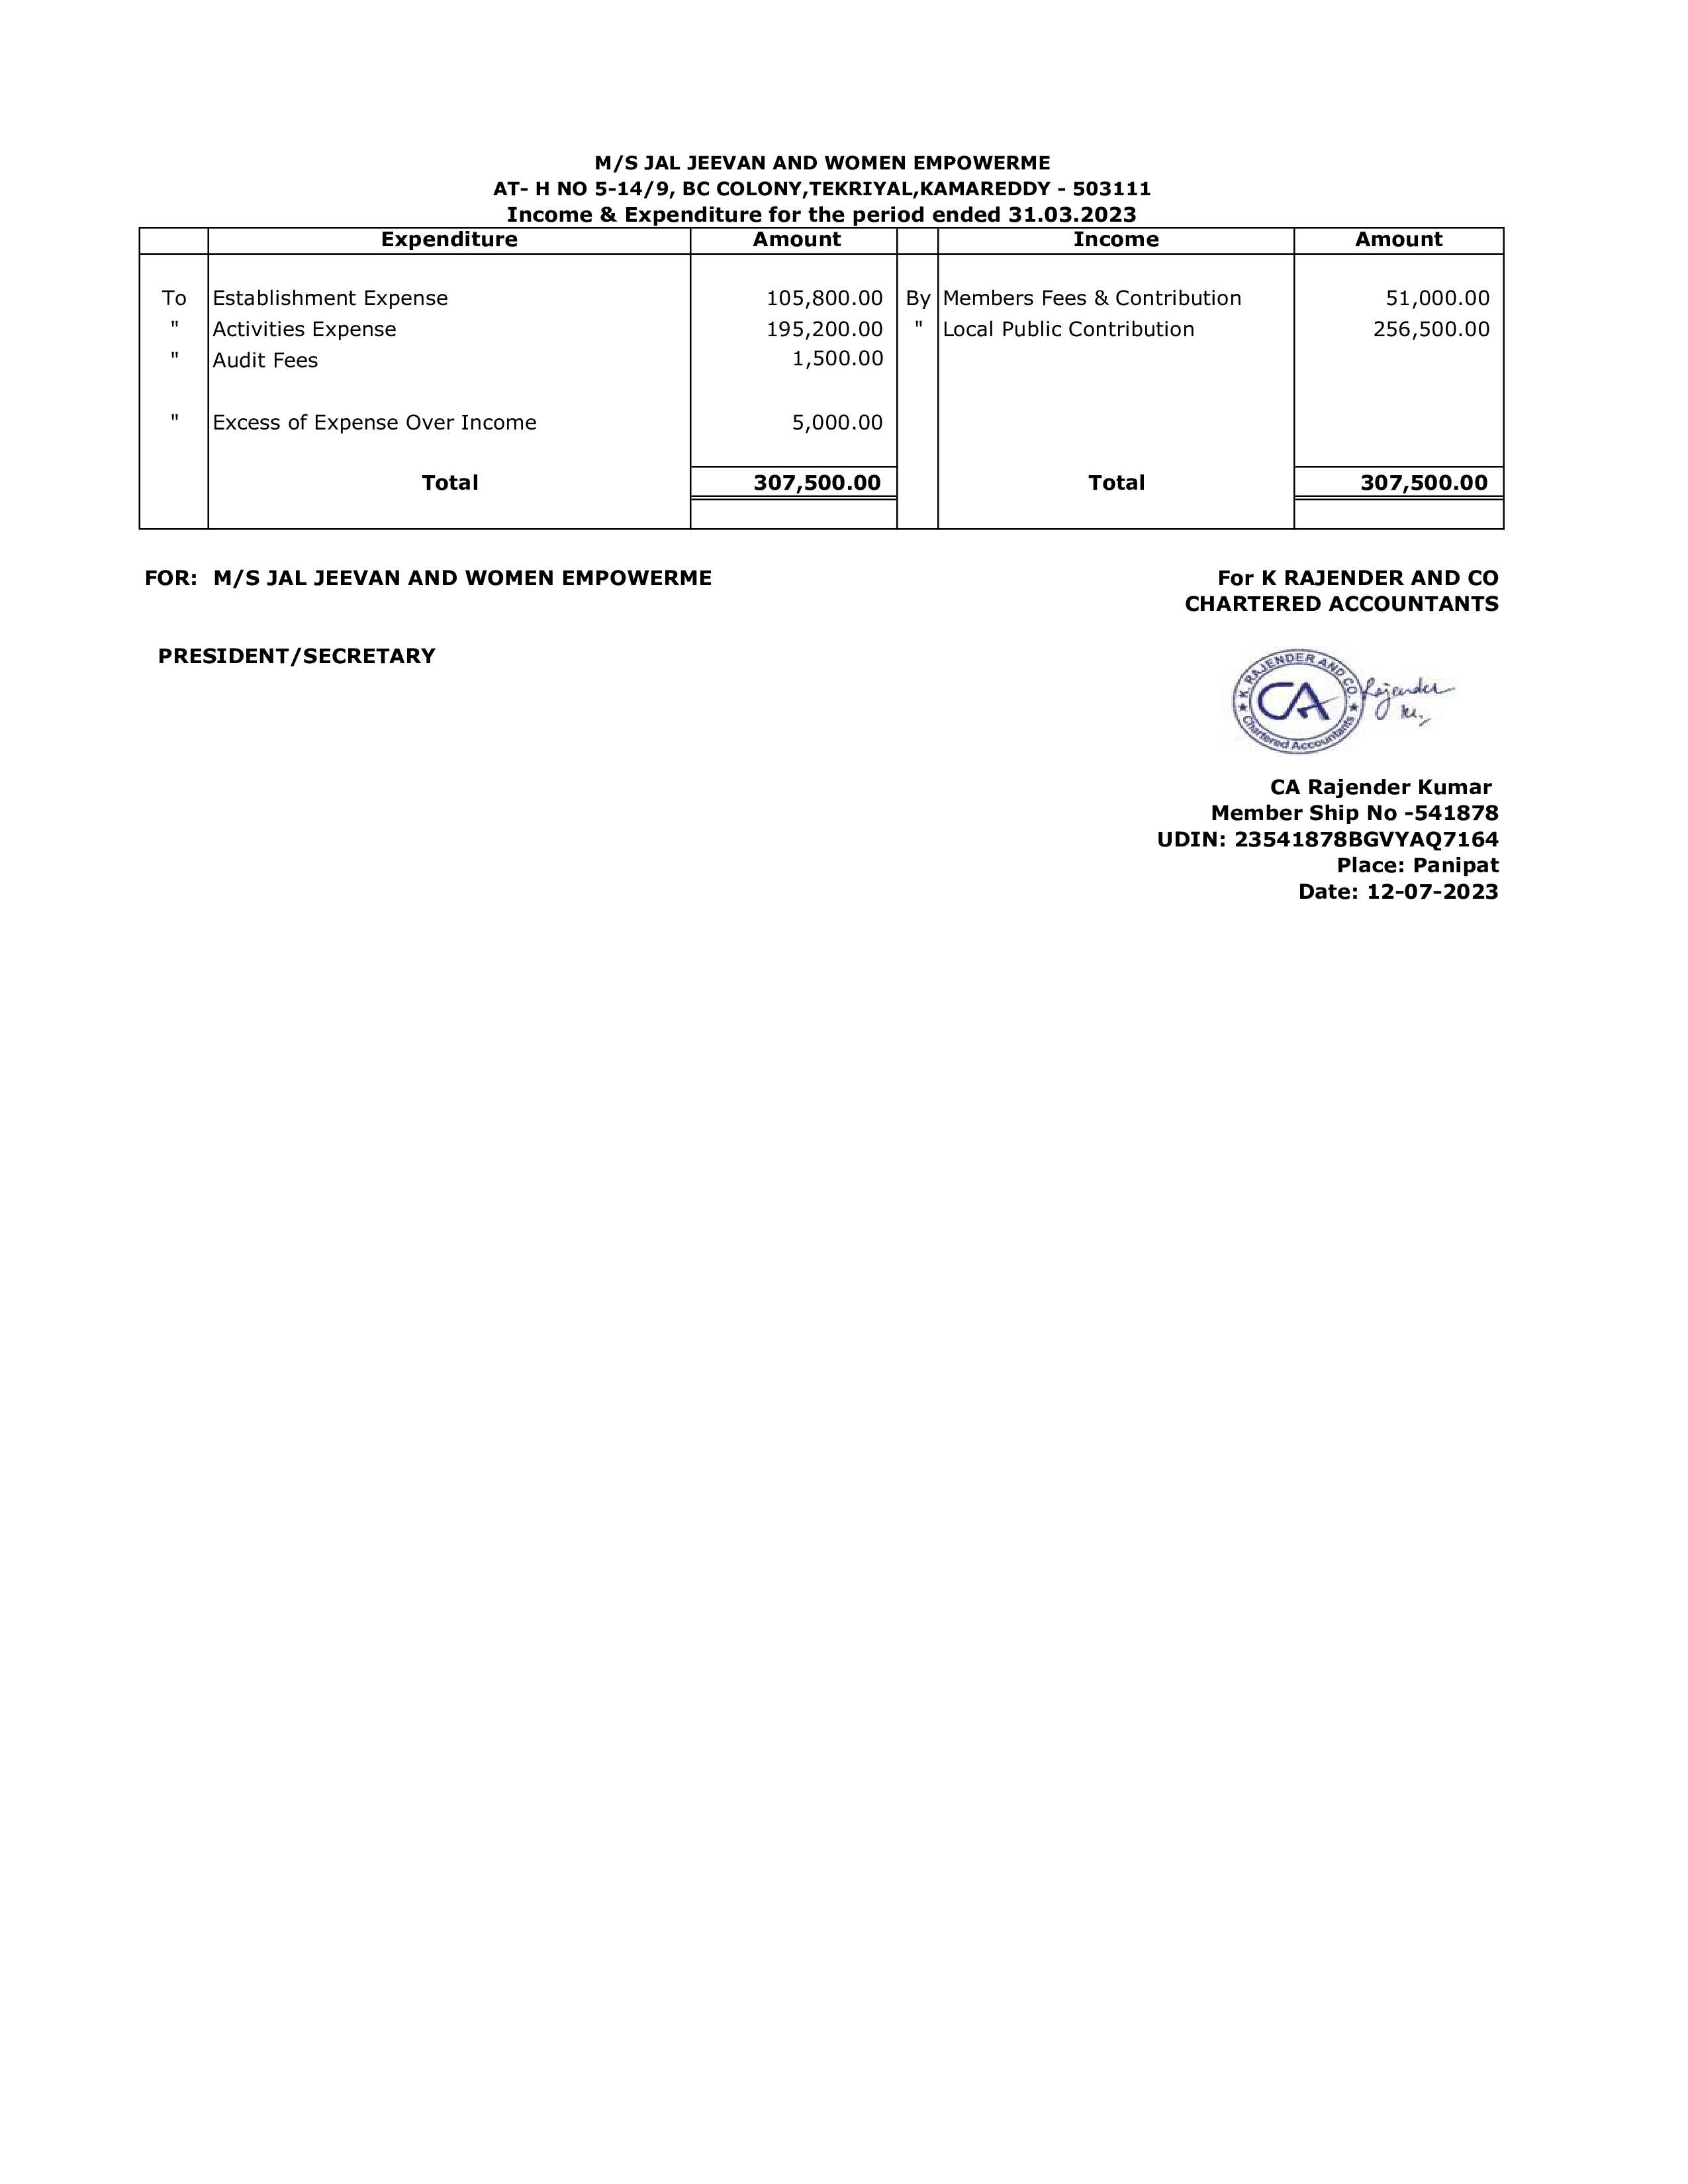 M/S JAL JEEVAN AND WOMEN EMPOWERME
AT- H NO 5-14/9, BC COLONY,TEKRIYAL,KAMAREDDY - 503111
Income & Expenditure for the period ended 31.03.2023
Expenditure Amount Income Amount
To Establishment Expense 105,800.00 By Members Fees & Contribution 51,000.00
" Activities Expense 195,200.00 " Local Public Contribution 256,500.00
" Audit Fees 1,500.00
" Excess of Expense Over Income 5,000.00
Total 307,500.00 Total 307,500.00
FOR: M/S JAL JEEVAN AND WOMEN EMPOWERME For K RAJENDER AND CO
CHARTERED ACCOUNTANTS
PRESIDENT/SECRETARY
K. RAJENDER AND CO.
CA
Chartered Accountants
Rajender
Kr.
CA Rajender Kumar
Member Ship No -541878
UDIN: 23541878BGVYAQ7164
Place: Panipat
Date: 12-07-2023